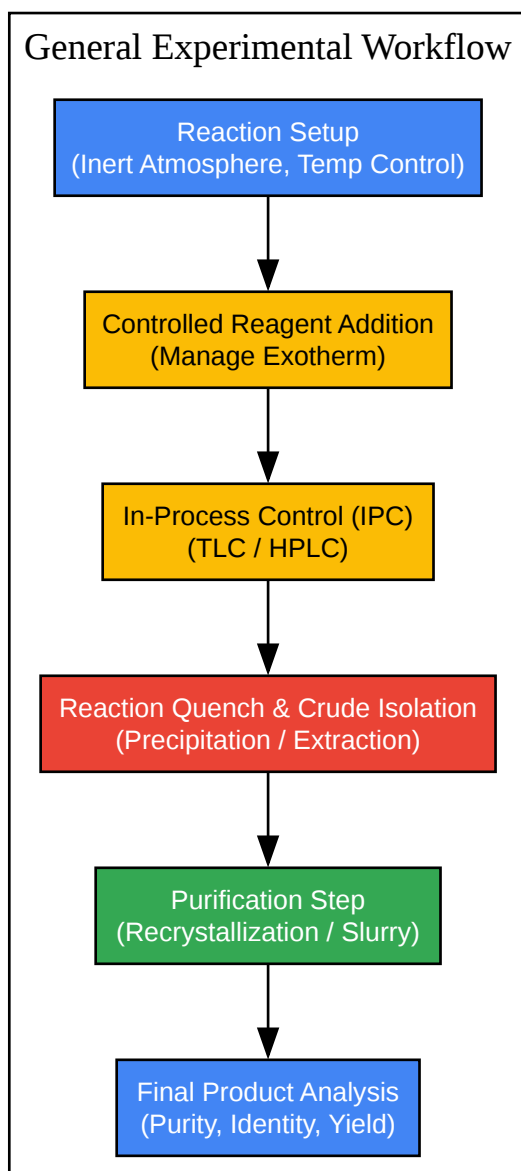 General Experimental Workflow
Reaction Setup
(Inert Atmosphere, Temp Control)
Controlled Reagent Addition
(Manage Exotherm)
In-Process Control (IPC)
(TLC / HPLC)
Reaction Quench & Crude Isolation
(Precipitation / Extraction)
Purification Step
(Recrystallization / Slurry)
Final Product Analysis
(Purity, Identity, Yield)